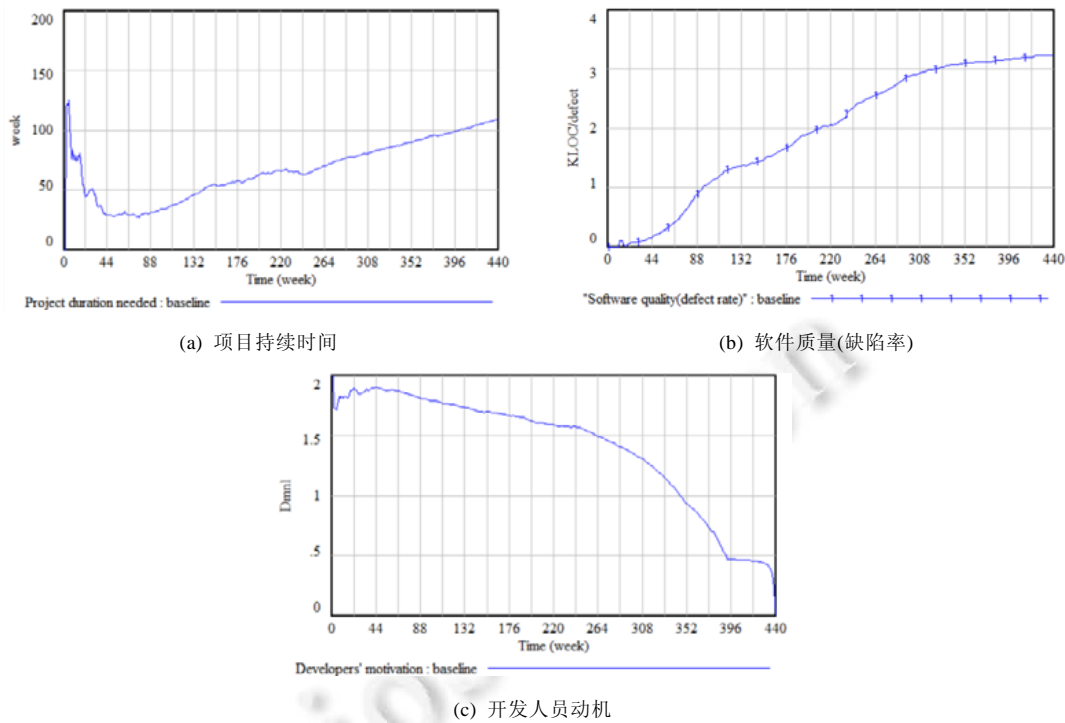 200
150
week
100
50
0
0 44 88 132 176 220 264 308 352 396 440
Time (week)
Project duration needed : baseline
(a) 项目持续时间
4
3
KLOC/defect
2
1
0
0 44 88 132 176 220 264 308 352 396 440
Time (week)
"Software quality(defect rate)" : baseline
(b) 软件质量(缺陷率)
2
1.5
Dmnl
1
.5
0
0 44 88 132 176 220 264 308 352 396 440
Time (week)
Developers' motivation : baseline
(c) 开发人员动机